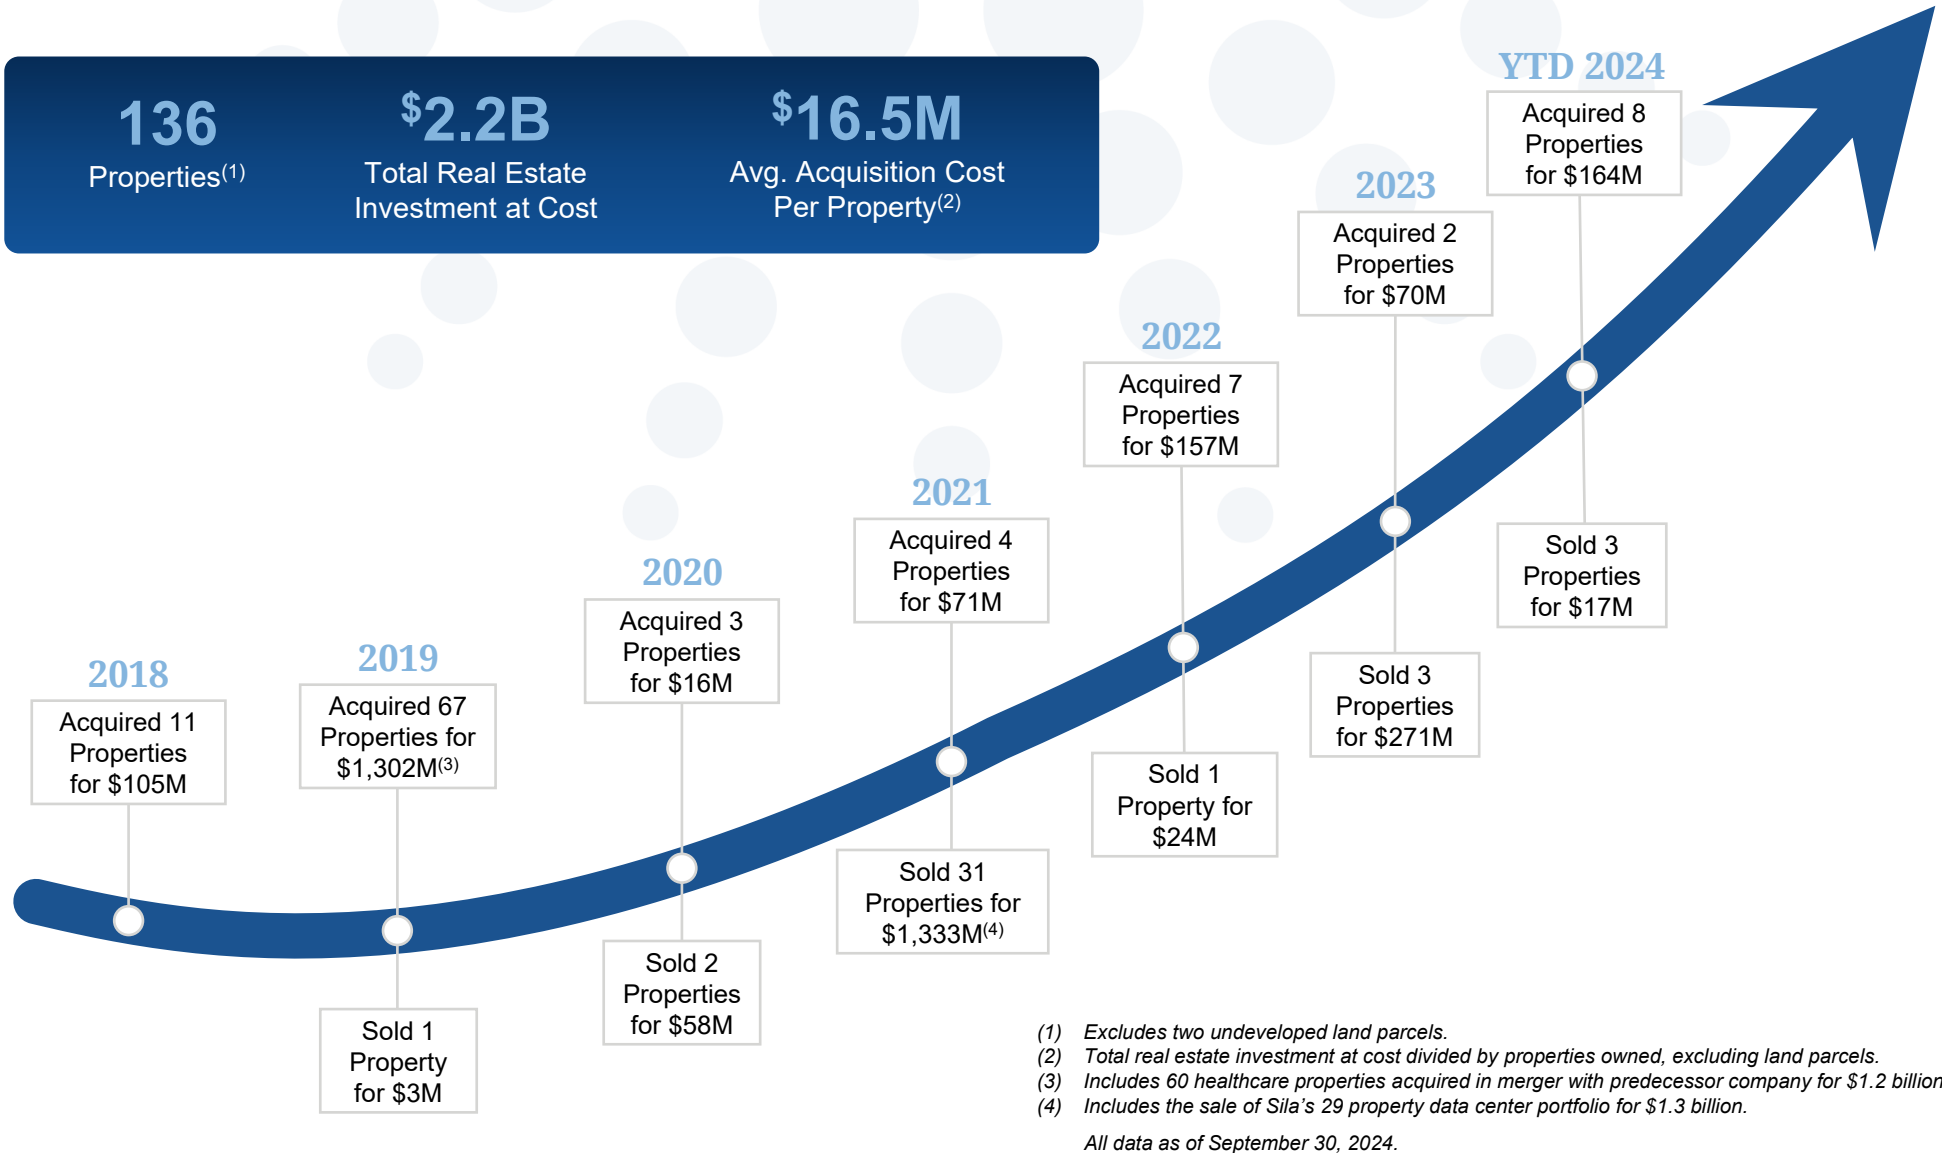 136
Properties(1)
$2.2B
Total Real Estate
Investment at Cost
$16.5M
Avg. Acquisition Cost
Per Property(2)
2018
Acquired 11
Properties
for $105M
2019
Acquired 67
Properties for
$1,302M(3)
Sold 1
Property
for $3M
2020
Acquired 3
Properties
for $16M
Sold 2
Properties
for $58M
2021
Acquired 4
Properties
for $71M
Sold 31
Properties for
$1,333M(4)
2022
Acquired 7
Properties
for $157M
Sold 1
Property for
$24M
2023
Acquired 2
Properties
for $70M
Sold 3
Properties
for $271M
YTD 2024
Acquired 8
Properties
for $164M
Sold 3
Properties
for $17M
(1) Excludes two undeveloped land parcels.
(2) Total real estate investment at cost divided by properties owned, excluding land parcels.
(3) Includes 60 healthcare properties acquired in merger with predecessor company for $1.2 billion
(4) Includes the sale of Sila’s 29 property data center portfolio for $1.3 billion.
All data as of September 30, 2024.